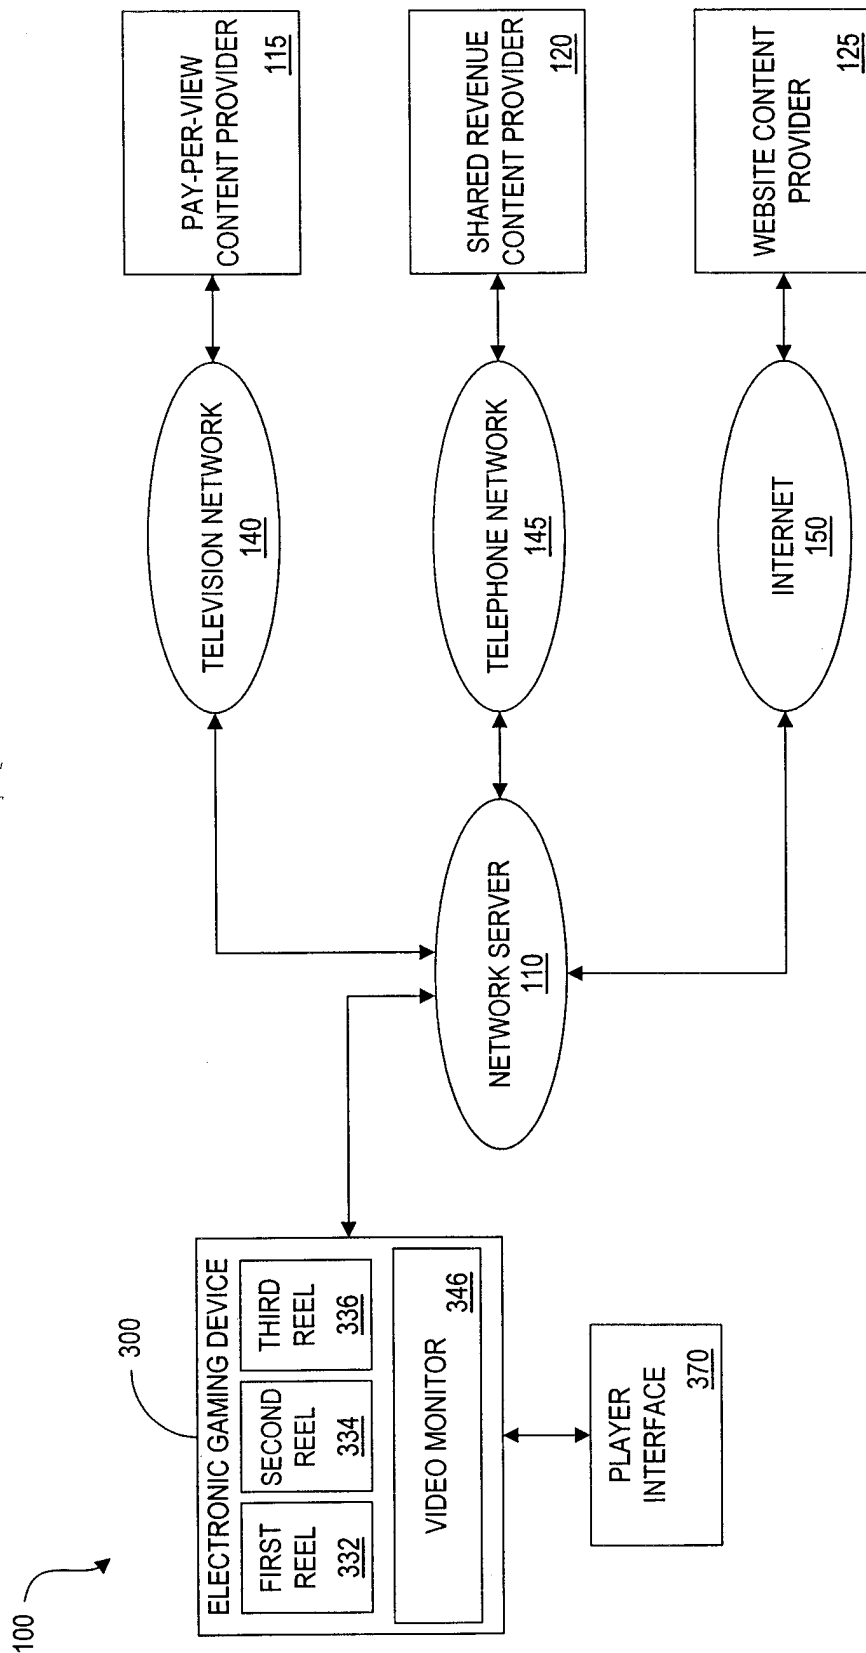 100
300
ELECTRONIC GAMING DEVICE
FIRST
REEL
332
SECOND
REEL
334
THIRD
REEL
336
VIDEO MONITOR
346
PLAYER
INTERFACE
370
NETWORK SERVER
110
TELEVISION NETWORK
140
TELEPHONE NETWORK
145
INTERNET
150
PAY-PER-VIEW
CONTENT PROVIDER
115
SHARED REVENUE
CONTENT PROVIDER
120
WEBSITE CONTENT
PROVIDER
125